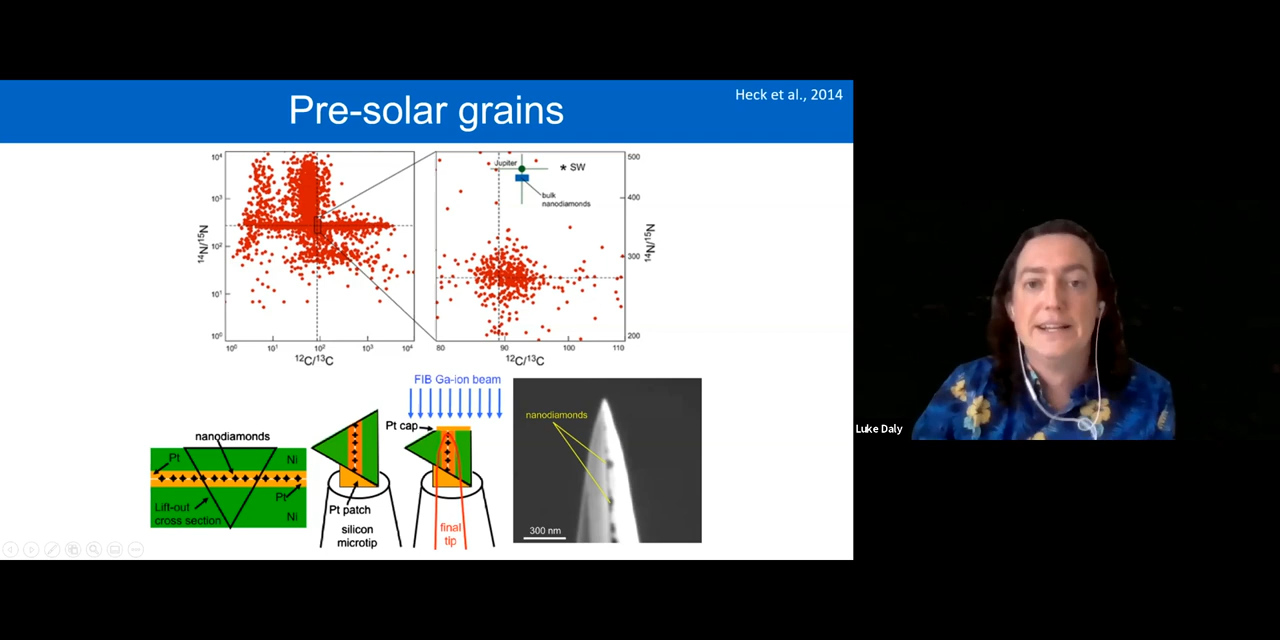 Pre-solar grains
Heck et al., 2014
10⁴
10³
10²
10¹
10⁰
¹⁴N/¹⁵N
10⁰ 10¹ 10² 10³ 10⁴
¹²C/¹³C
Jupiter
* SW
bulk
nanodiamonds
500
400
300
200
¹⁴N/¹⁵N
80 90 100 110
¹²C/¹³C
FIB Ga-ion beam
Pt cap
nanodiamonds
Pt
Ni
Pt
Lift-out
cross section
Ni
Pt patch
silicon
microtip
final
tip
nanodiamonds
300 nm
Luke Daly